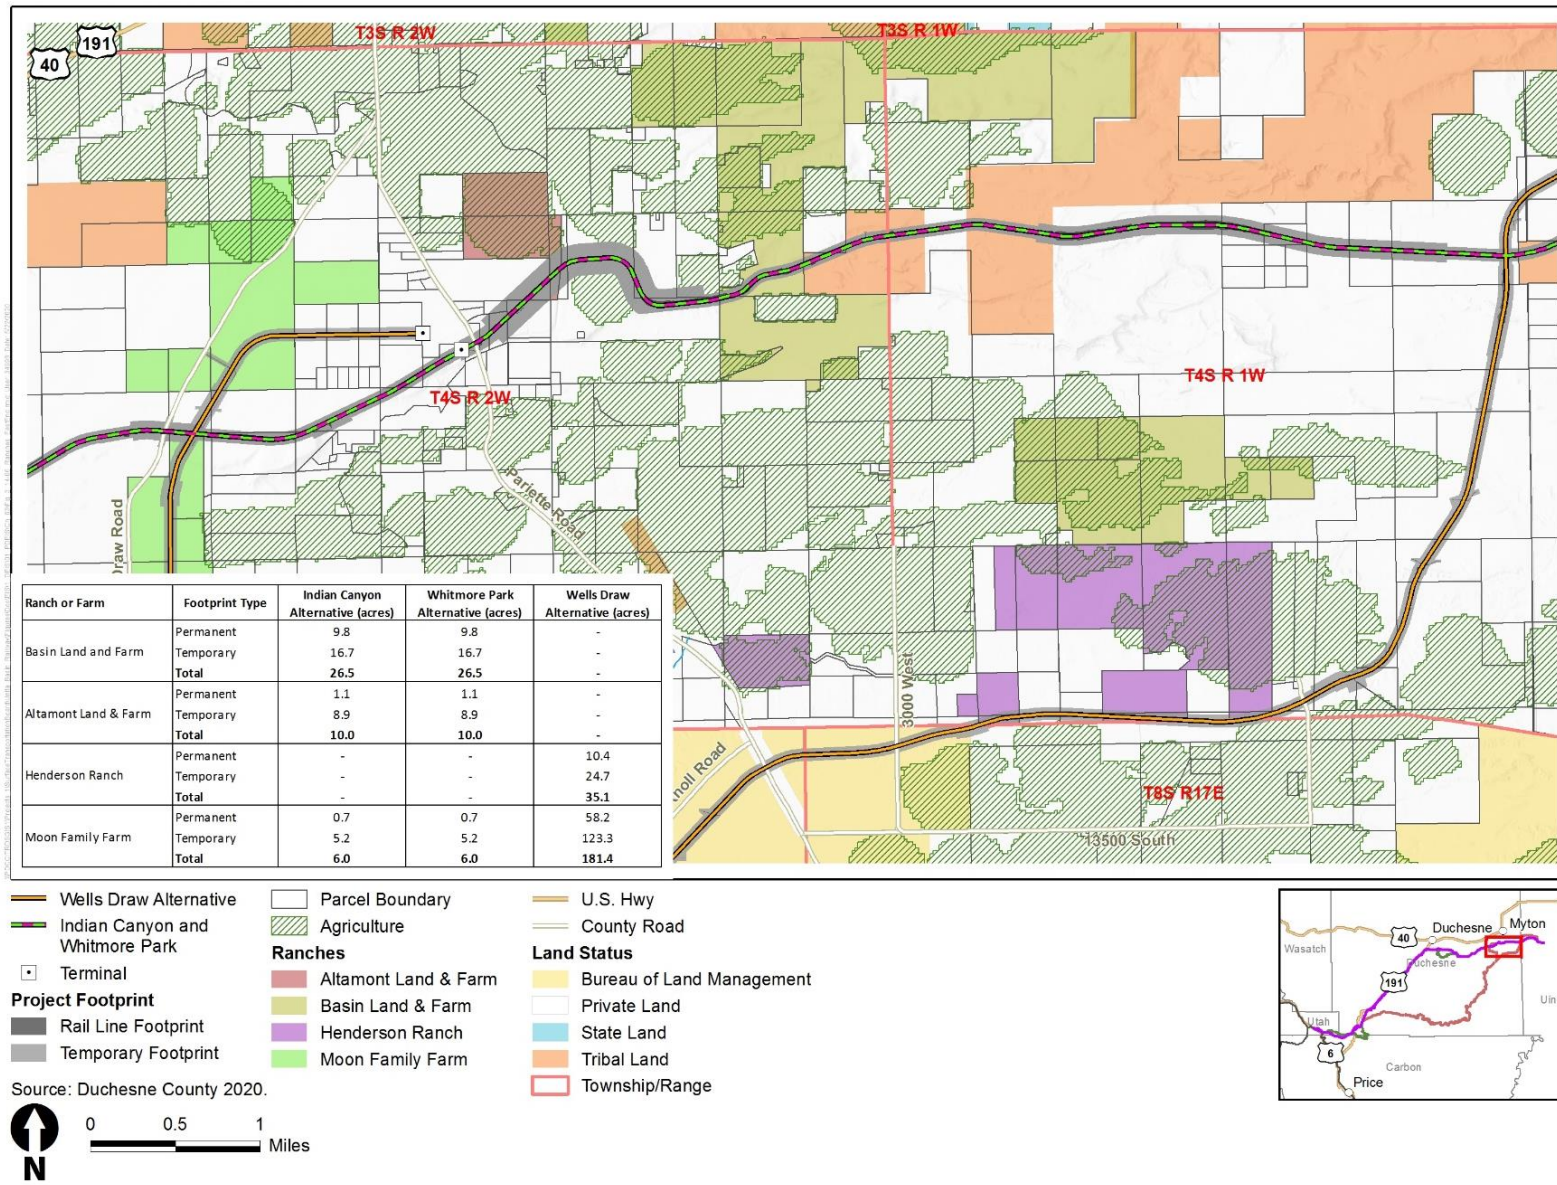 T3S R 2W
T3S R 1W
191
40
T4S R 2W
T4S R 1W
Pariette Road
Draw Road
3000 West
Knoll Road
T8S R17E
13500 South
Ranch or Farm Footprint Type Indian Canyon Alternative (acres) Whitmore Park Alternative (acres) Wells Draw Alternative (acres)
Basin Land and Farm
Permanent 9.8 9.8 -
Temporary 16.7 16.7 -
Total 26.5 26.5 -
Altamont Land & Farm
Permanent 1.1 1.1 -
Temporary 8.9 8.9 -
Total 10.0 10.0 -
Henderson Ranch
Permanent - - 10.4
Temporary - - 24.7
Total - - 35.1
Moon Family Farm
Permanent 0.7 0.7 58.2
Temporary 5.2 5.2 123.3
Total 6.0 6.0 181.4
Wells Draw Alternative
Indian Canyon and
Whitmore Park
Terminal
Project Footprint
Rail Line Footprint
Temporary Footprint
Parcel Boundary
Agriculture
Ranches
Altamont Land & Farm
Basin Land & Farm
Henderson Ranch
Moon Family Farm
U.S. Hwy
County Road
Land Status
Bureau of Land Management
Private Land
State Land
Tribal Land
Township/Range
Source: Duchesne County 2020.
N
0 0.5 1
Miles
Wasatch
40
Duchesne
Myton
Duchesne
191
Uin
Utah
6
Carbon
Price